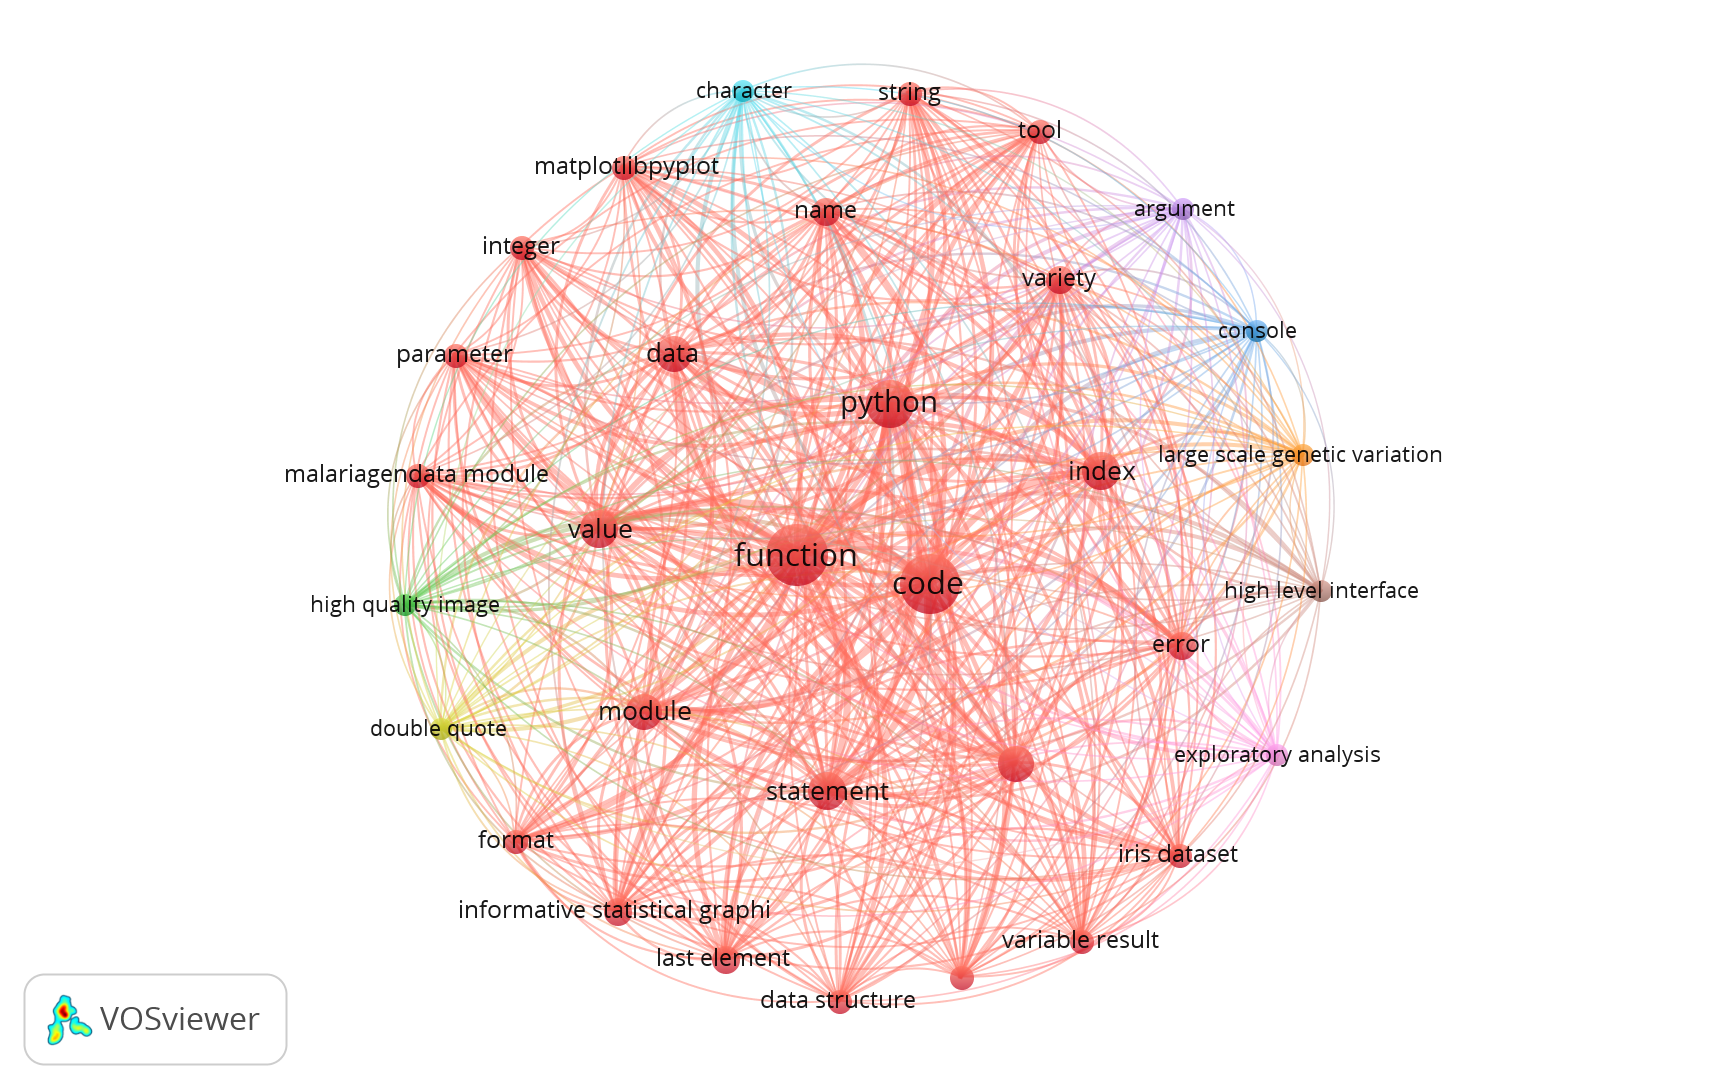 character
string
tool
matplotlibpyplot
name
argument
integer
variety
console
parameter
data
python
large scale genetic variation
malariagendata module
index
value
function
code
high quality image
high level interface
error
double quote
module
exploratory analysis
statement
format
iris dataset
informative statistical graphi
variable result
last element
data structure
VOSviewer